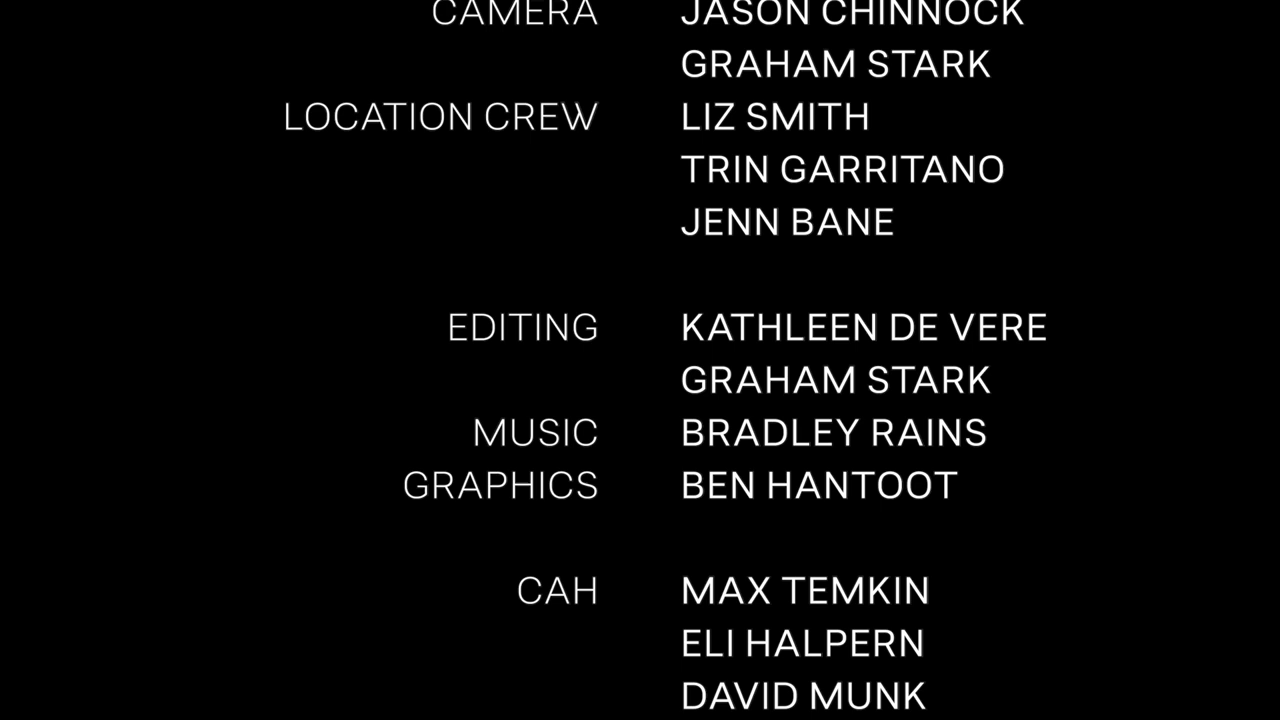 CAMERA JASON CHINNOCK
GRAHAM STARK
LOCATION CREW LIZ SMITH
TRIN GARRITANO
JENN BANE
EDITING KATHLEEN DE VERE
GRAHAM STARK
MUSIC BRADLEY RAINS
GRAPHICS BEN HANTOOT
CAH MAX TEMKIN
ELI HALPERN
DAVID MUNK